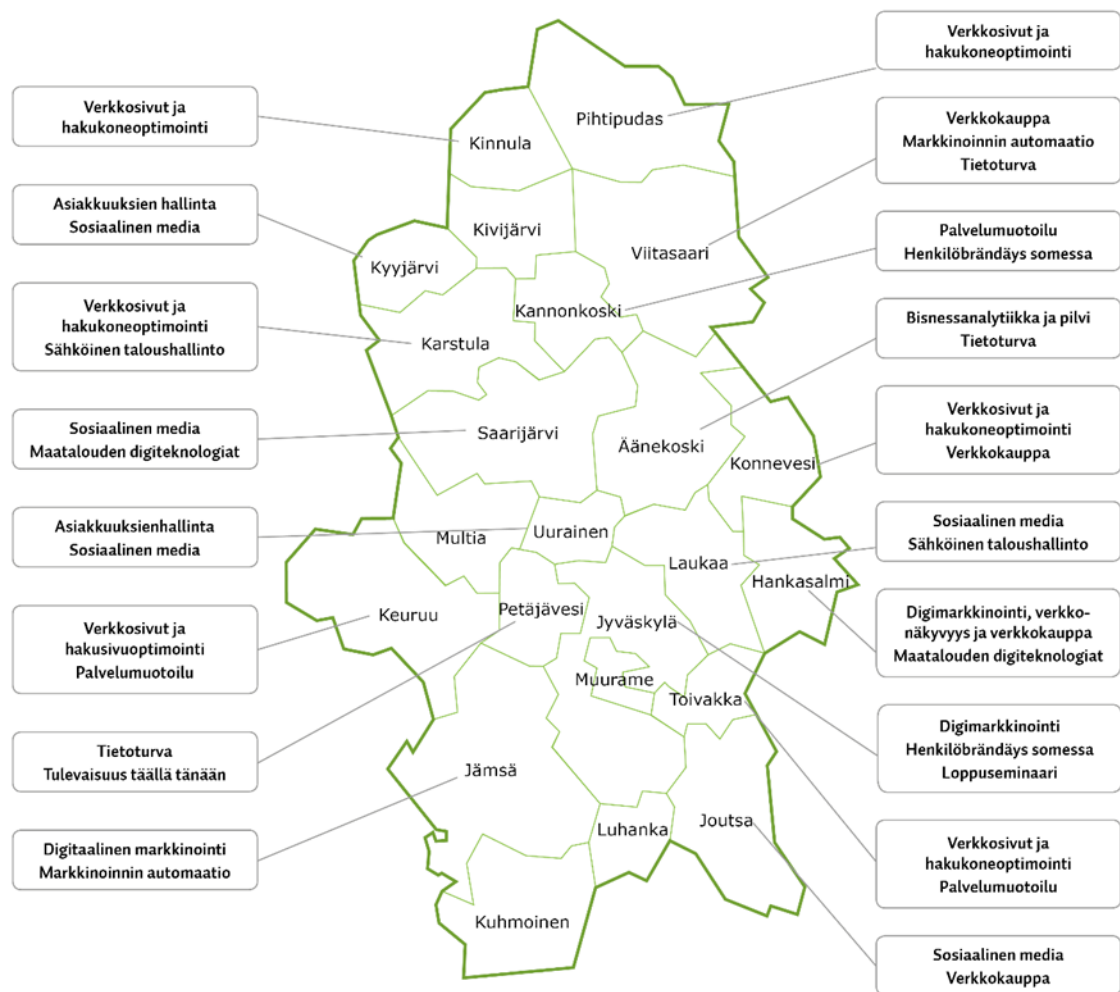 Verkkosivut ja
hakukoneoptimointi
Asiakkuuksien hallinta
Sosiaalinen media
Verkkosivut ja
hakukoneoptimointi
Sähköinen taloushallinto
Sosiaalinen media
Maatalouden digiteknologiat
Asiakkuuksienhallinta
Sosiaalinen media
Verkkosivut ja
hakusivuoptimointi
Palvelumuotoilu
Tietoturva
Tulevaisuus täällä tänään
Digitaalinen markkinointi
Markkinoinnin automaatio
Pihtipudas
Kinnula
Kivijärvi
Viitasaari
Kyyjärvi
Kannonkoski
Karstula
Saarijärvi
Äänekoski
Konnevesi
Multia
Uurainen
Laukaa
Hankasalmi
Keuruu
Petäjävesi
Jyväskylä
Muurame
Toivakka
Jämsä
Luhanka
Joutsa
Kuhmoinen
Verkkosivut ja
hakukoneoptimointi
Verkkokauppa
Markkinoinnin automaatio
Tietoturva
Palvelumuotoilu
Henkilöbrändäys somessa
Bisnessanalytiikka ja pilvi
Tietoturva
Verkkosivut ja
hakukoneoptimointi
Verkkokauppa
Sosiaalinen media
Sähköinen taloushallinto
Digimarkkinointi, verkko-
näkyvyys ja verkkokauppa
Maatalouden digiteknologiat
Digimarkkinointi
Henkilöbrändäys somessa
Loppuseminaari
Verkkosivut ja
hakukoneoptimointi
Palvelumuotoilu
Sosiaalinen media
Verkkokauppa